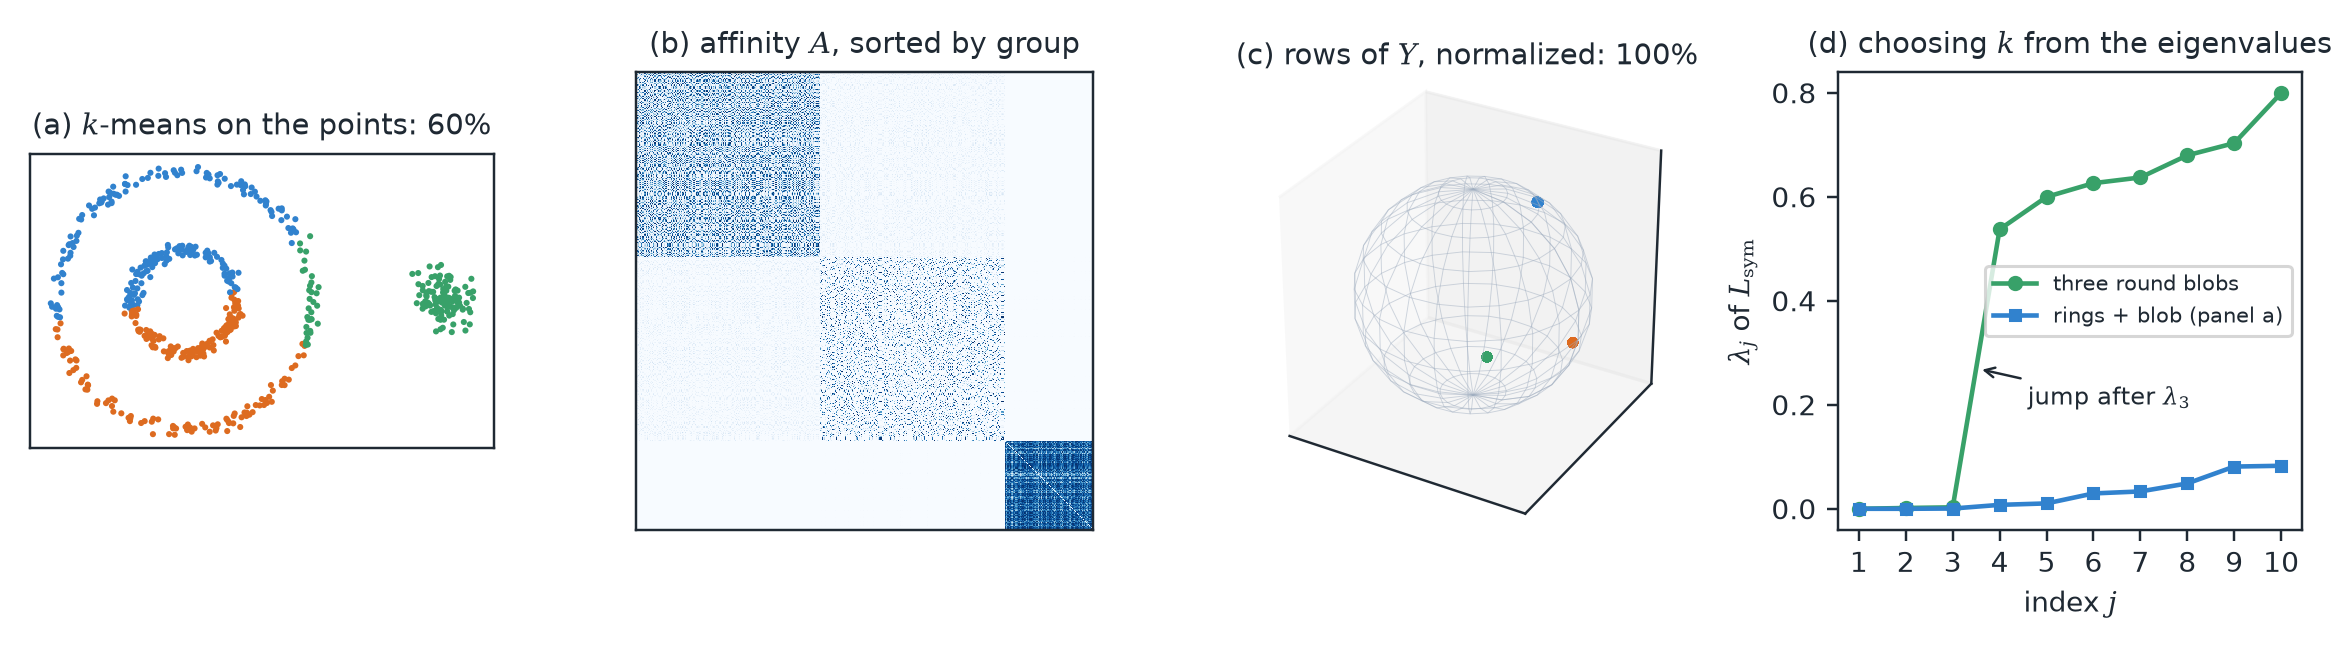 (a) k-means on the points: 60%
(b) affinity A, sorted by group
(c) rows of Y, normalized: 100%
(d) choosing k from the eigenvalues
λj of Lsym
0.8
0.6
0.4
0.2
0.0
three round blobs
rings + blob (panel a)
jump after λ3
1 2 3 4 5 6 7 8 9 10
index j